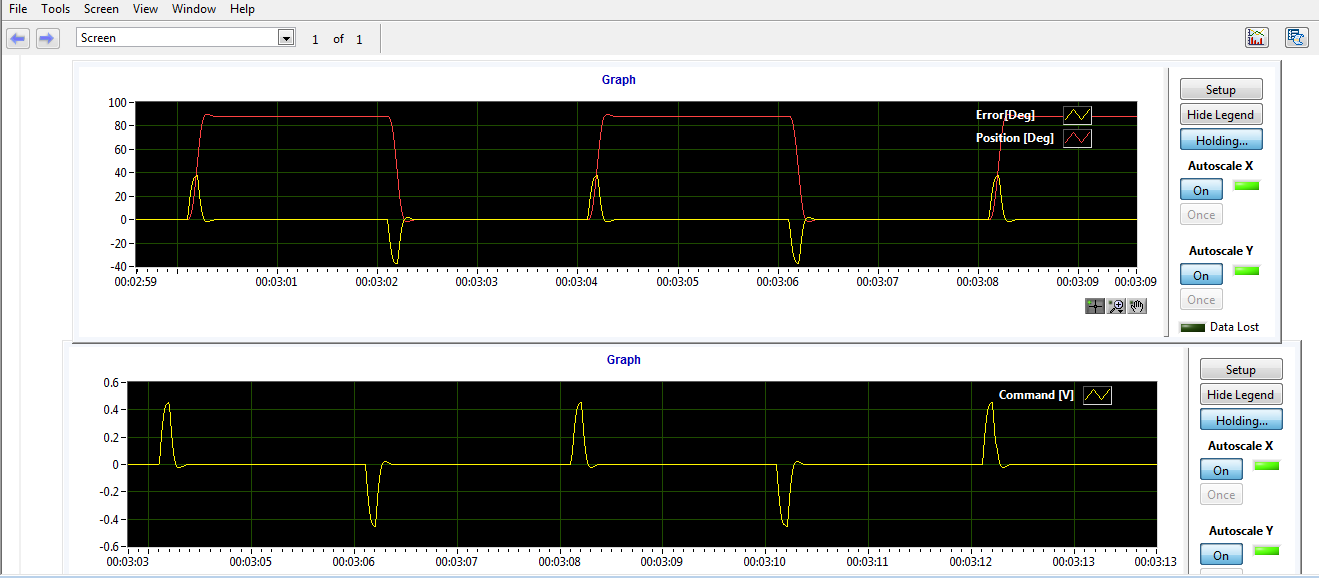 File Tools Screen View Window Help
Screen 1 of 1
Graph
100
80
60
40
20
0
-20
-40
Error[Deg]
Position [Deg]
00:02:59 00:03:01 00:03:02 00:03:03 00:03:04 00:03:05 00:03:06 00:03:07 00:03:08 00:03:09 00:03:09
Setup
Hide Legend
Holding...
Autoscale X
On
Once
Autoscale Y
On
Once
Data Lost
Graph
0.6
0.4
0.2
0
-0.2
-0.4
-0.6
Command [V]
00:03:03 00:03:05 00:03:06 00:03:07 00:03:08 00:03:09 00:03:10 00:03:11 00:03:12 00:03:13 00:03:13
Setup
Hide Legend
Holding...
Autoscale X
On
Once
Autoscale Y
On